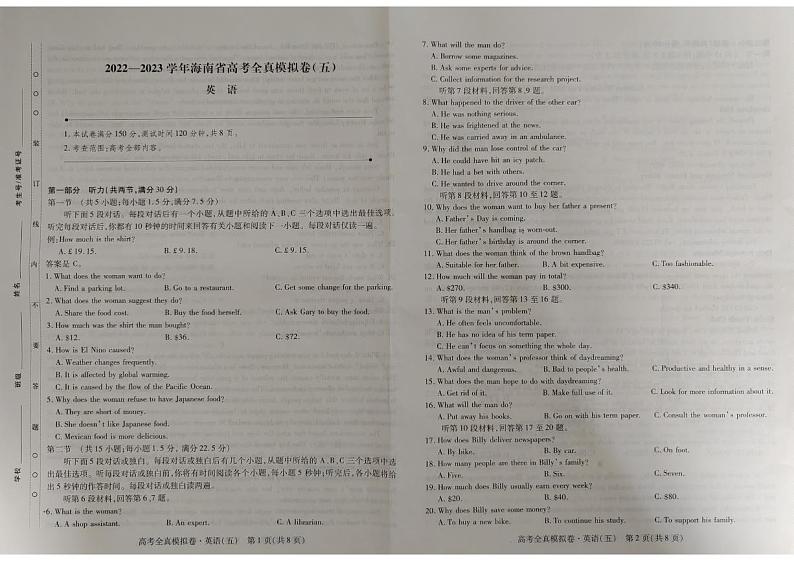 2022—2023 学年海南省高考全真模拟卷(五)
英 语
1. 本试卷满分 150 分,测试时间 120 分钟,共 8 页。
2. 考查范围:高考全部内容。
第一部分 听力(共两节,满分 30 分)
第一节 (共 5 小题;每小题 1. 5 分,满分 7. 5 分)
听下面 5 段对话。每段对话后有一个小题,从题中所给的 A、B、C 三个选项中选出最佳选项。
听完每段对话后,你都有 10 秒钟的时间来回答有关小题和阅读下一小题。每段对话仅读一遍。
例:How much is the shirt?
A. £ 19. 15. B. £ 9. 18. C. £ 9. 15.
答案是 C。
1. What does the woman want to do?
A. Find a parking lot. B. Go to a restaurant. C. Get some change for the parking.
2. What does the woman suggest they do?
A. Share the food cost. B. Buy the food herself. C. Ask Gary to buy the food.
3. How much was the shirt the man bought?
A. $12. B. $36. C. $72.
4. How is El Nino caused?
A. Weather changes frequently.
B. It is affected by global warming.
C. It is caused by the flow of the Pacific Ocean.
5. Why does the woman refuse to have Japanese food?
A. They are short of money.
B. She doesn't like Japanese food.
C. Mexican food is more delicious.
第二节 (共 15 小题;每小题 1. 5 分,满分 22. 5 分)
听下面 5 段对话或独白。每段对话或独白后有几个小题,从题中所给的 A、B、C 三个选项中选
出最佳选项。听每段对话或独白前,你将有时间阅读各个小题,每小题 5 秒钟;听完后,各小题将给
出 5 秒钟的作答时间。每段对话或独白读两遍。
听第 6 段材料,回答第 6、7 题。
6. What is the woman?
A. A shop assistant. B. An expert. C. A librarian.
高考全真模拟卷·英语(五) 第 1 页(共 8 页)
7. What will the man do?
A. Borrow some magazines.
B. Ask some experts for advice.
C. Collect information for the research project.
听第 7 段材料,回答第 8、9 题。
8. What happened to the driver of the other car?
A. He was nothing serious.
B. He was frightened at the news.
C. He was carried away in an ambulance.
9. Why did the man lose control of the car?
A. He could have hit an icy patch.
B. He had a bet with others.
C. He wanted to drive around the corner.
听第 8 段材料,回答第 10 至 12 题。
10. Why does the woman want to buy her father a present?
A. Father's Day is coming.
B. Her father's handbag is worn-out.
C. Her father's birthday is around the corner.
11. What does the woman think of the brown handbag?
A. Suitable for her father. B. A bit expensive. C. Too fashionable.
12. How much will the woman pay in total?
A. $270. B. $300. C. $340.
听第 9 段材料,回答第 13 至 16 题。
13. What is the man's problem?
A. He often feels uncomfortable.
B. He has no idea of his term paper.
C. He can't focus on something the whole day.
14. What does the woman's professor think of daydreaming?
A. Awful and dangerous. B. Bad to people's health. C. Productive and healthy in a sense.
15. What does the man hope to do with daydreaming?
A. Get rid of it. B. Make full use of it. C. Look for more information about it.
16. What will the man do?
A. Put away his books. B. Go on with his term paper. C. Consult the woman's professor.
听第 10 段材料,回答第 17 至 20 题。
17. How does Billy deliver newspapers?
A. By bike. B. By car. C. On foot.
18. How many people are there in Billy's family?
A. Five. B. Six. C. Seven.
19. How much does Billy usually earn every week?
A. $20. B. $40. C. $80.
20. Why does Billy save some money?
A. To buy a new bike. B. To continue his study. C. To support his family.
高考全真模拟卷·英语(五) 第 2 页(共 8 页)
考生号/准考证号
姓名
班级
学校
装
订
线
内
不
要
答
题